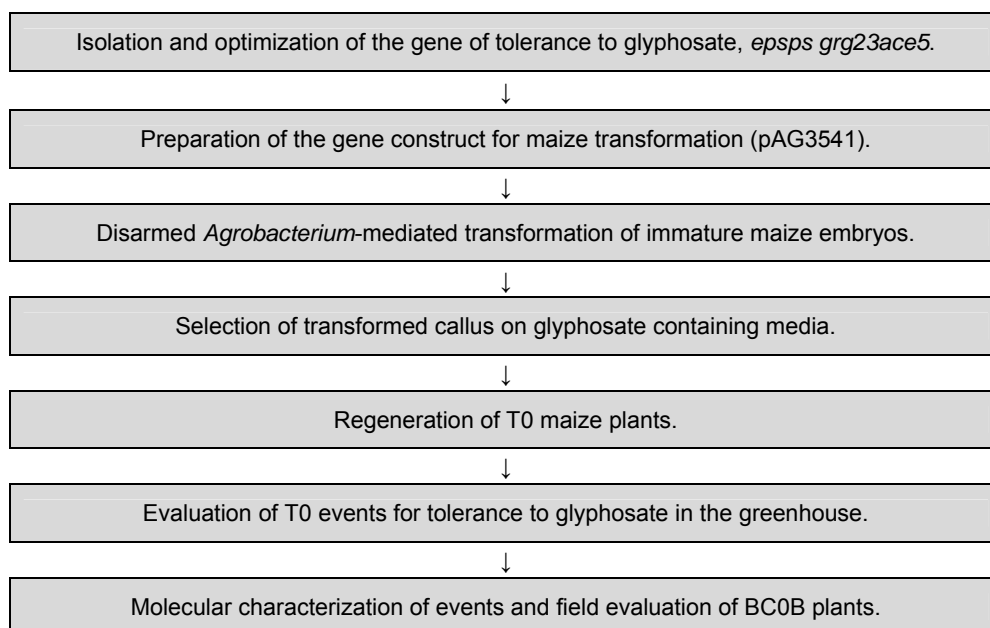 Isolation and optimization of the gene of tolerance to glyphosate, epsps grg23ace5.
↓
Preparation of the gene construct for maize transformation (pAG3541).
↓
Disarmed Agrobacterium-mediated transformation of immature maize embryos.
↓
Selection of transformed callus on glyphosate containing media.
↓
Regeneration of T0 maize plants.
↓
Evaluation of T0 events for tolerance to glyphosate in the greenhouse.
↓
Molecular characterization of events and field evaluation of BC0B plants.